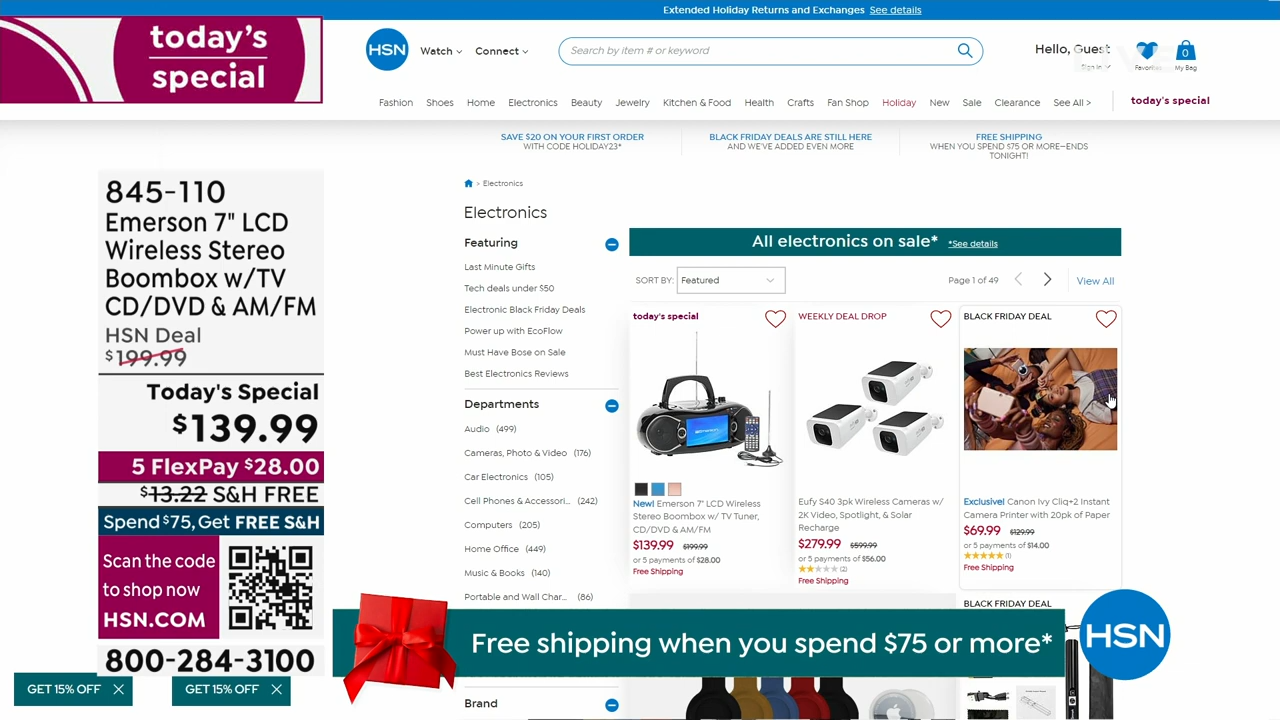 Extended Holiday Returns and Exchanges See details
today's
special
HSN
Watch
Connect
Search by item # or keyword
Hello, Guest
Sign In
Favorites
0
My Bag
Fashion Shoes Home Electronics Beauty Jewelry Kitchen & Food Health Crafts Fan Shop Holiday New Sale Clearance See All > today's special
SAVE $20 ON YOUR FIRST ORDER
WITH CODE HOLIDAY23*
BLACK FRIDAY DEALS ARE STILL HERE
AND WE'VE ADDED EVEN MORE
FREE SHIPPING
WHEN YOU SPEND $75 OR MORE—ENDS
TONIGHT!
845-110
Emerson 7" LCD
Wireless Stereo
Boombox w/TV
CD/DVD & AM/FM
HSN Deal
$199.99
Today's Special
$139.99
5 FlexPay $28.00
$13.22 S&H FREE
Spend $75, Get FREE S&H
Scan the code
to shop now
HSN.COM
800-284-3100
GET 15% OFF
GET 15% OFF
> Electronics
Electronics
Featuring
Last Minute Gifts
Tech deals under $50
Electronic Black Friday Deals
Power up with EcoFlow
Must Have Bose on Sale
Best Electronics Reviews
Departments
Audio (499)
Cameras, Photo & Video (176)
Car Electronics (105)
Cell Phones & Accessori... (242)
Computers (205)
Home Office (449)
Music & Books (140)
Portable and Wall Char... (86)
Brand
All electronics on sale* *See details
SORT BY: Featured
Page 1 of 49
View All
today's special
New! Emerson 7" LCD Wireless
Stereo Boombox w/ TV Tuner,
CD/DVD & AM/FM
$139.99 $199.99
or 5 payments of $28.00
Free Shipping
WEEKLY DEAL DROP
Eufy S40 3pk Wireless Cameras w/
2K Video, Spotlight, & Solar
Recharge
$279.99 $599.99
or 5 payments of $56.00
(2)
Free Shipping
BLACK FRIDAY DEAL
Exclusive! Canon Ivy Cliq+2 Instant
Camera Printer with 20pk of Paper
$69.99 $129.99
or 5 payments of $14.00
(1)
Free Shipping
BLACK FRIDAY DEAL
Free shipping when you spend $75 or more*
HSN